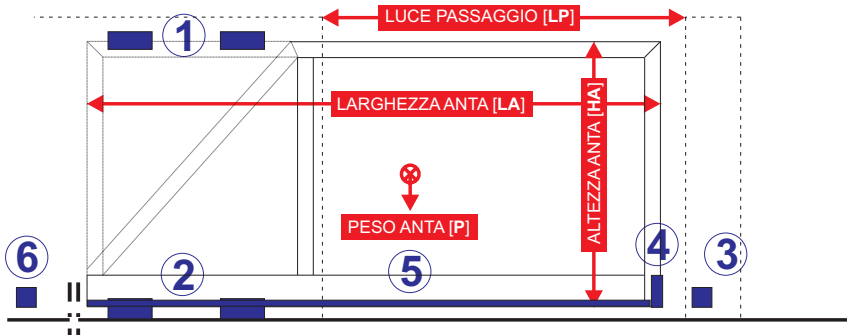 LUCE PASSAGGIO [LP]
1
LARGHEZZA ANTA [LA]
ALTEZZA ANTA [HA]
PESO ANTA [P]
6
2
5
4
3